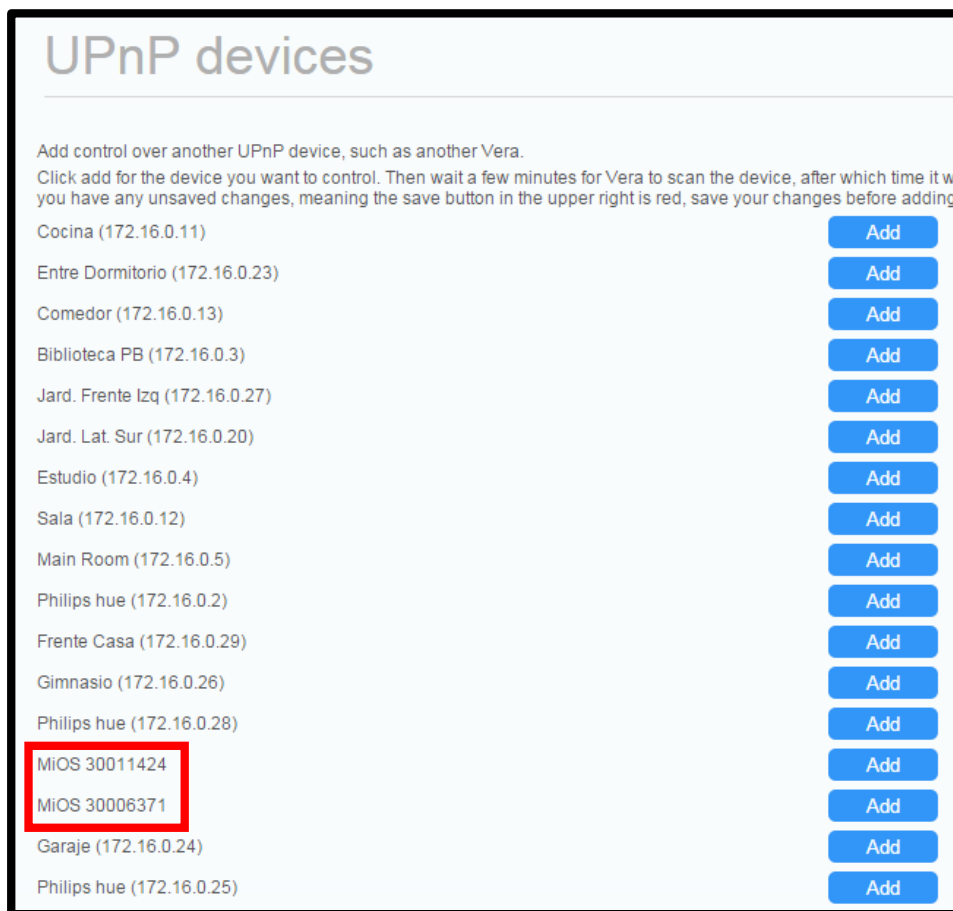 UPnP devices
Add control over another UPnP device, such as another Vera.
Click add for the device you want to control. Then wait a few minutes for Vera to scan the device, after which time it
you have any unsaved changes, meaning the save button in the upper right is red, save your changes before adding
Cocina (172.16.0.11) Add
Entre Dormitorio (172.16.0.23) Add
Comedor (172.16.0.13) Add
Biblioteca PB (172.16.0.3) Add
Jard. Frente Izq (172.16.0.27) Add
Jard. Lat. Sur (172.16.0.20) Add
Estudio (172.16.0.4) Add
Sala (172.16.0.12) Add
Main Room (172.16.0.5) Add
Philips hue (172.16.0.2) Add
Frente Casa (172.16.0.29) Add
Gimnasio (172.16.0.26) Add
Philips hue (172.16.0.28) Add
MiOS 30011424 Add
MiOS 30006371 Add
Garaje (172.16.0.24) Add
Philips hue (172.16.0.25) Add